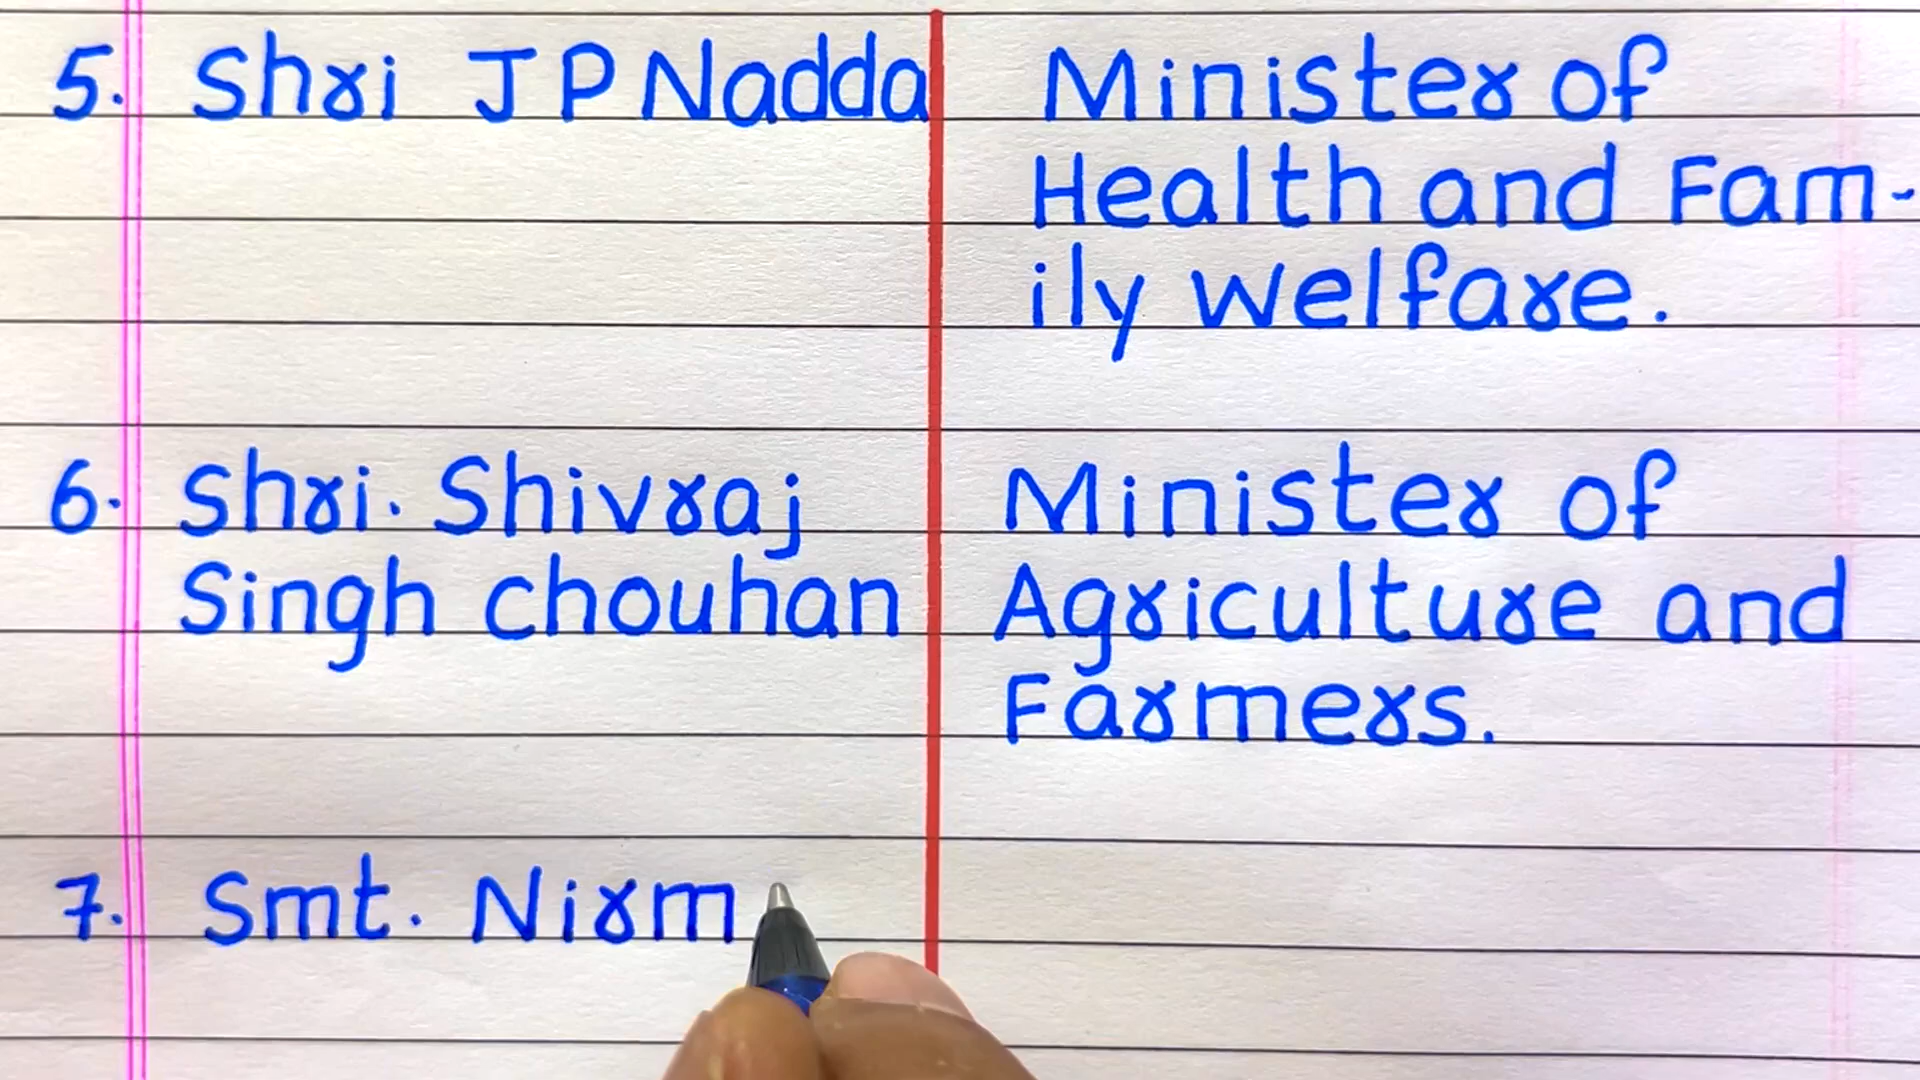 5. Shri JP Nadda Minister of
Health and Fam-
ily Welfare.
6. Shri. Shivraj Minister of
Singh Chouhan Agriculture and
Farmers.
7. Smt. Nirm